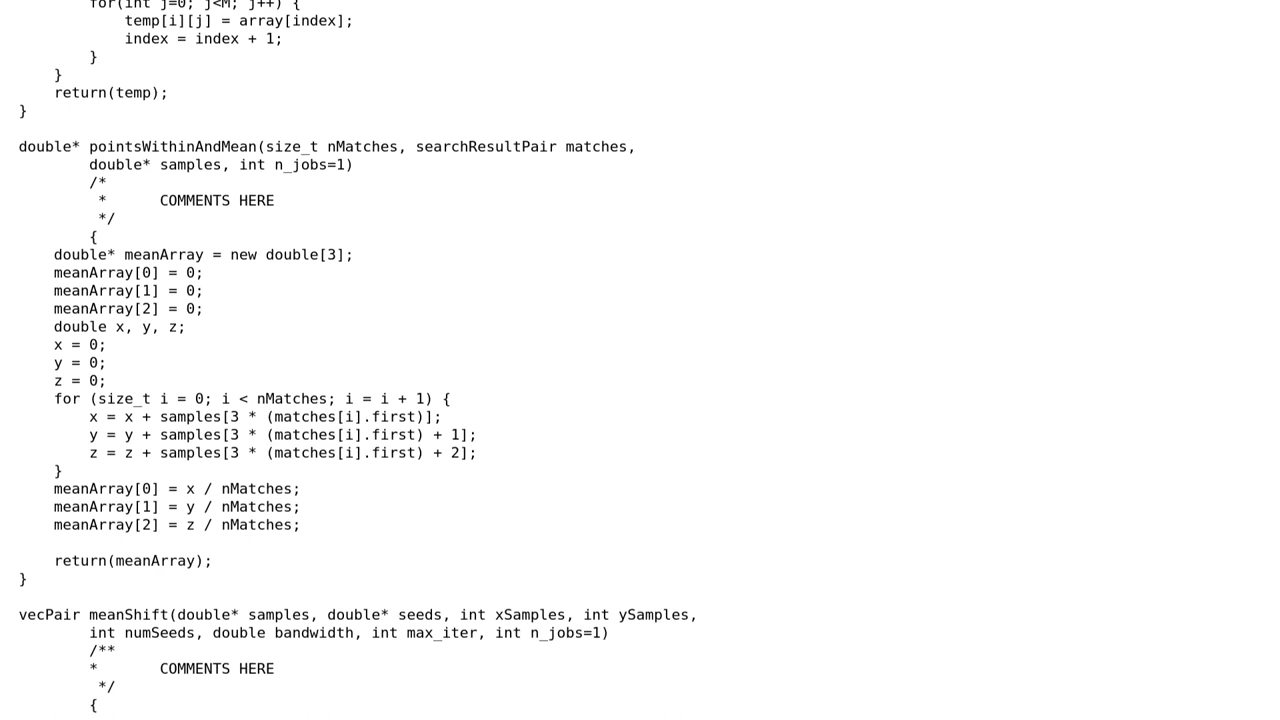 for(int j=0; j<M; j++) {
            temp[i][j] = array[index];
            index = index + 1;
        }
    }
    return(temp);
}

double* pointsWithinAndMean(size_t nMatches, searchResultPair matches,
        double* samples, int n_jobs=1)
        /*
         *      COMMENTS HERE
         */
        {
    double* meanArray = new double[3];
    meanArray[0] = 0;
    meanArray[1] = 0;
    meanArray[2] = 0;
    double x, y, z;
    x = 0;
    y = 0;
    z = 0;
    for (size_t i = 0; i < nMatches; i = i + 1) {
        x = x + samples[3 * (matches[i].first)];
        y = y + samples[3 * (matches[i].first) + 1];
        z = z + samples[3 * (matches[i].first) + 2];
    }
    meanArray[0] = x / nMatches;
    meanArray[1] = y / nMatches;
    meanArray[2] = z / nMatches;

    return(meanArray);
}

vecPair meanShift(double* samples, double* seeds, int xSamples, int ySamples,
        int numSeeds, double bandwidth, int max_iter, int n_jobs=1)
        /**
        *       COMMENTS HERE
         */
        {